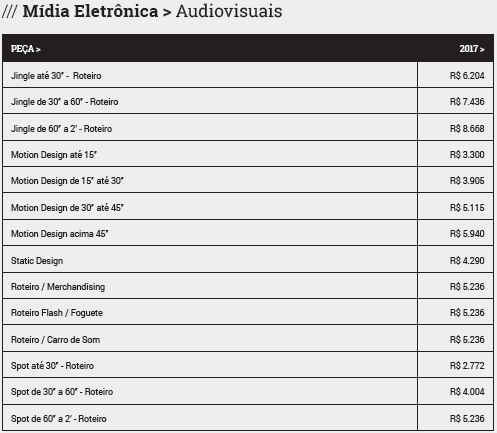 /// Mídia Eletrônica > Audiovisuais
PEÇA > 2017 >
Jingle até 30” - Roteiro R$ 6.204
Jingle de 30” a 60” - Roteiro R$ 7.436
Jingle de 60” a 2’ - Roteiro R$ 8.668
Motion Design até 15” R$ 3.300
Motion Design de 15” até 30” R$ 3.905
Motion Design de 30” até 45” R$ 5.115
Motion Design acima 45” R$ 5.940
Static Design R$ 4.290
Roteiro / Merchandising R$ 5.236
Roteiro Flash / Foguete R$ 5.236
Roteiro / Carro de Som R$ 5.236
Spot até 30” - Roteiro R$ 2.772
Spot de 30” a 60” - Roteiro R$ 4.004
Spot de 60” a 2’ - Roteiro R$ 5.236